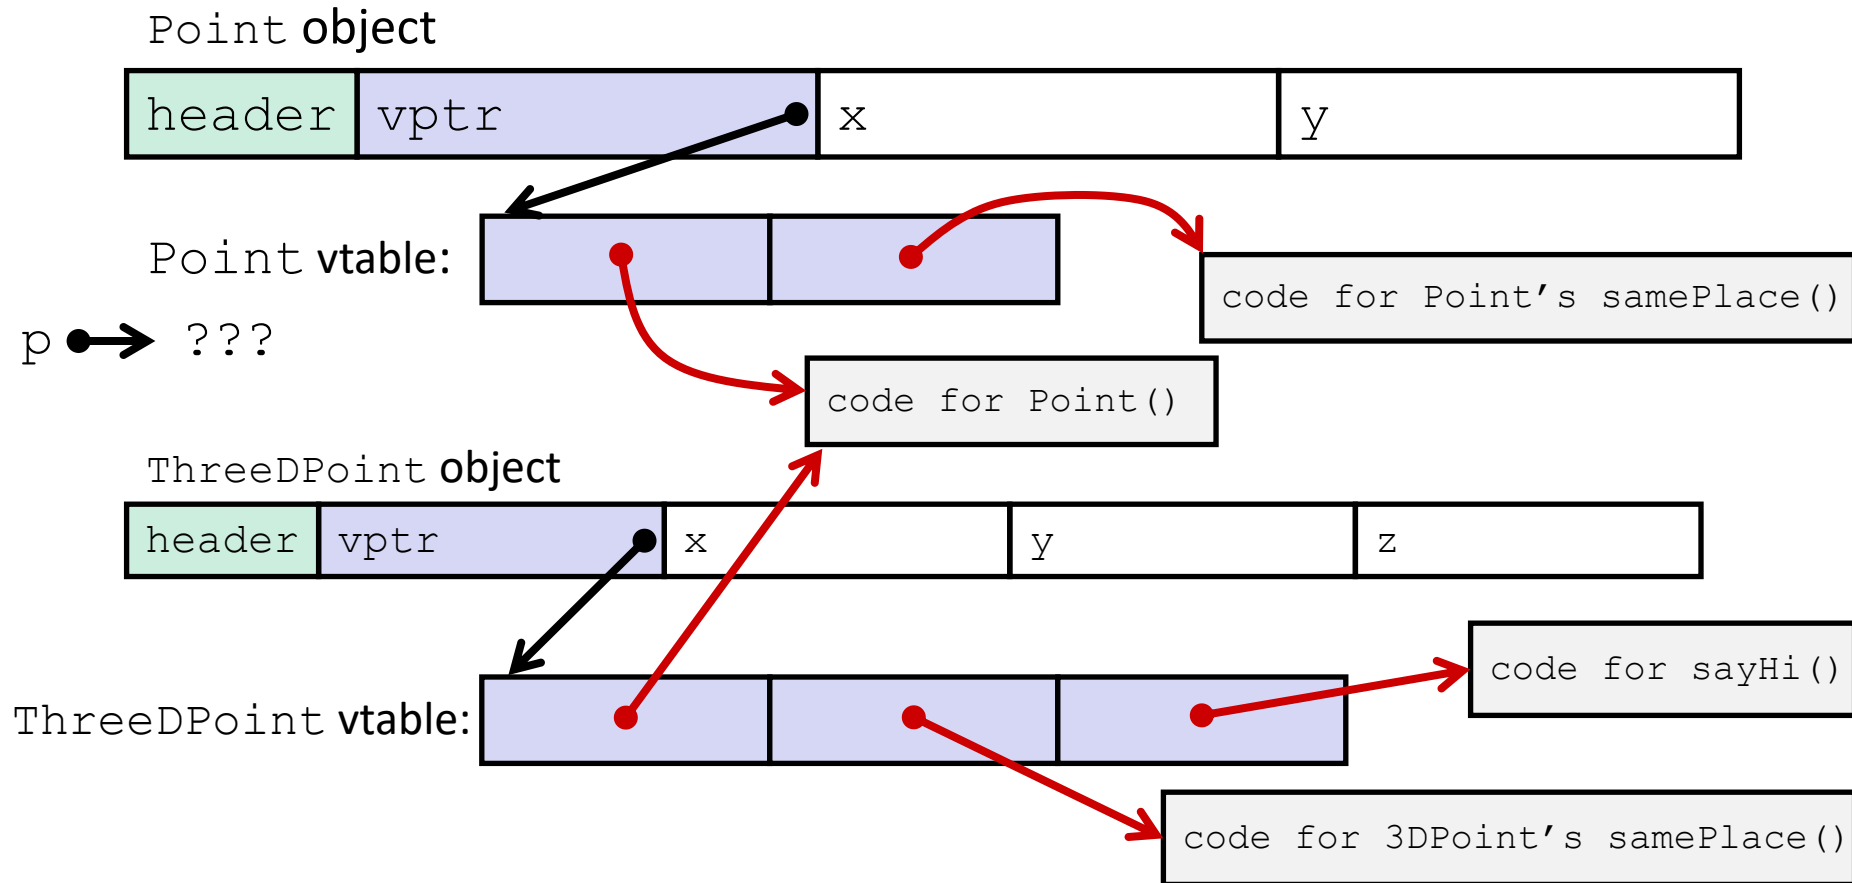 Point object
header vptr x y
Point vtable:
code for Point’s samePlace()
p ???
code for Point()
ThreeDPoint object
header vptr x y z
code for sayHi()
ThreeDPoint vtable:
code for 3DPoint’s samePlace()